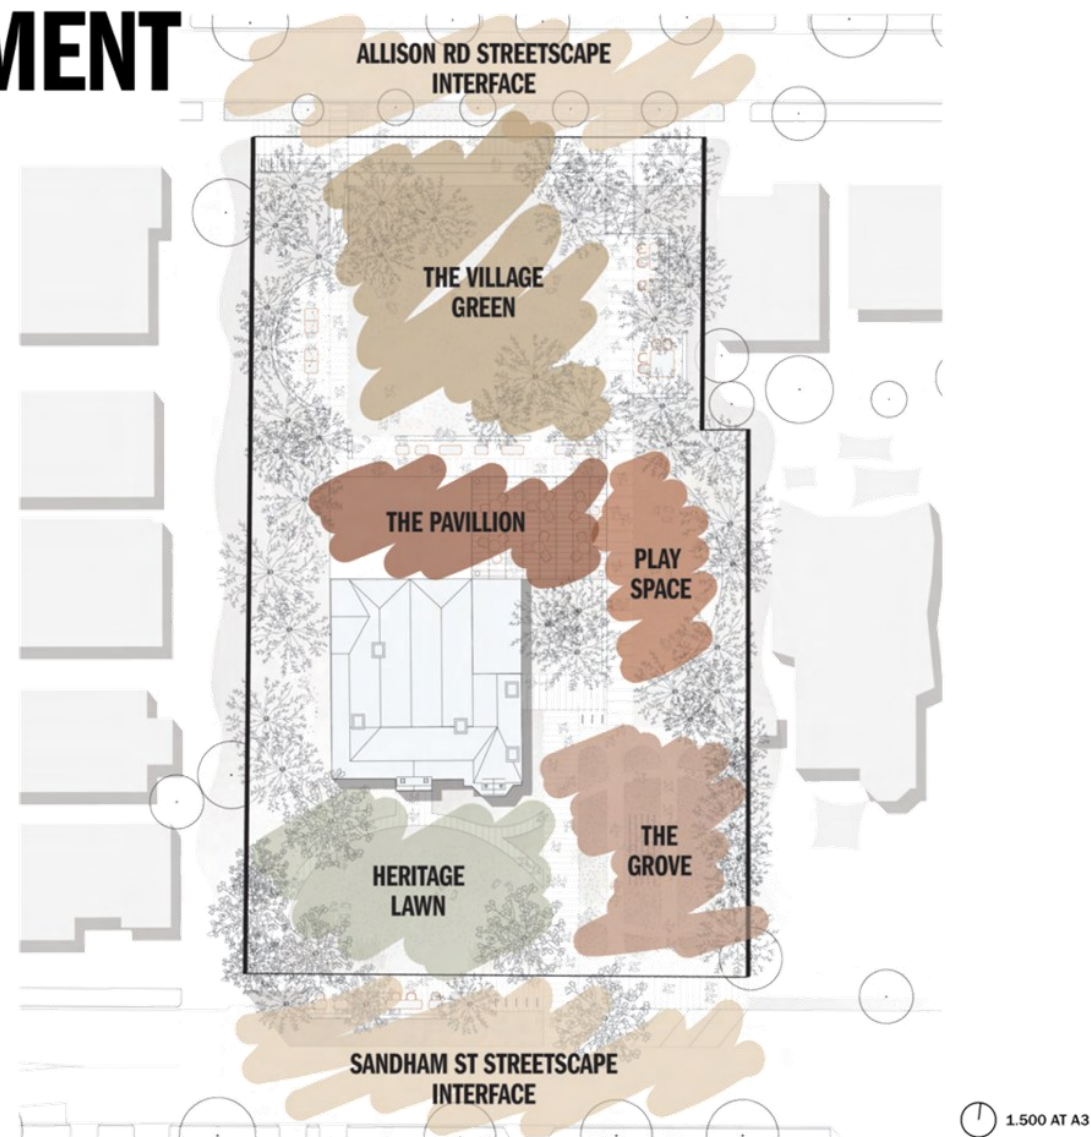 MENT
ALLISON RD STREETSCAPE
INTERFACE
THE VILLAGE
GREEN
THE PAVILLION
PLAY
SPACE
THE
GROVE
HERITAGE
LAWN
SANDHAM ST STREETSCAPE
INTERFACE
1.500 AT A3